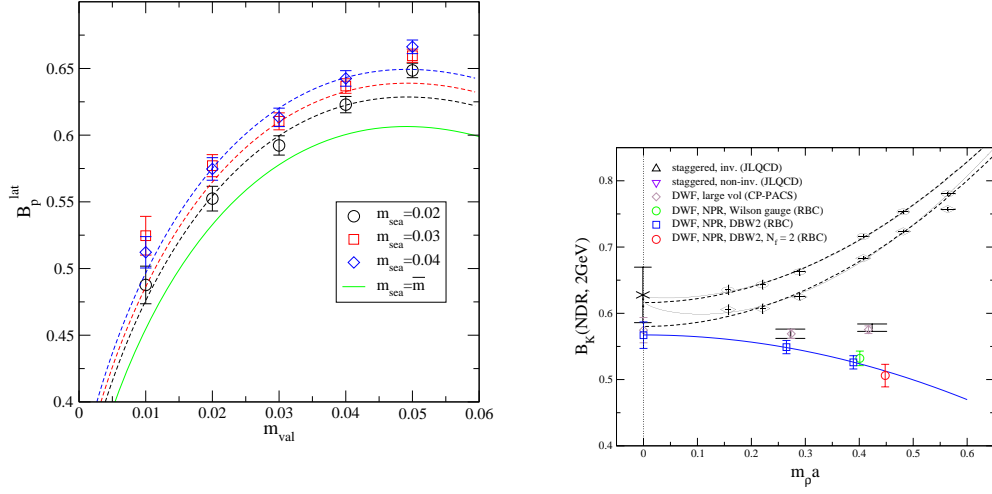 0.65
0.6
0.55
0.5
0.45
0.4
B_p^lat
0
0.01
0.02
0.03
0.04
0.05
0.06
m_val
m_sea=0.02
m_sea=0.03
m_sea=0.04
m_sea=m̅
0.8
0.7
0.6
0.5
0.4
B_K(NDR, 2GeV)
0
0.1
0.2
0.3
0.4
0.5
0.6
m_ρ a
staggered, inv. (JLQCD)
staggered, non-inv. (JLQCD)
DWF, large vol (CP-PACS)
DWF, NPR, Wilson gauge (RBC)
DWF, NPR, DBW2 (RBC)
DWF, NPR, DBW2, N_f = 2 (RBC)